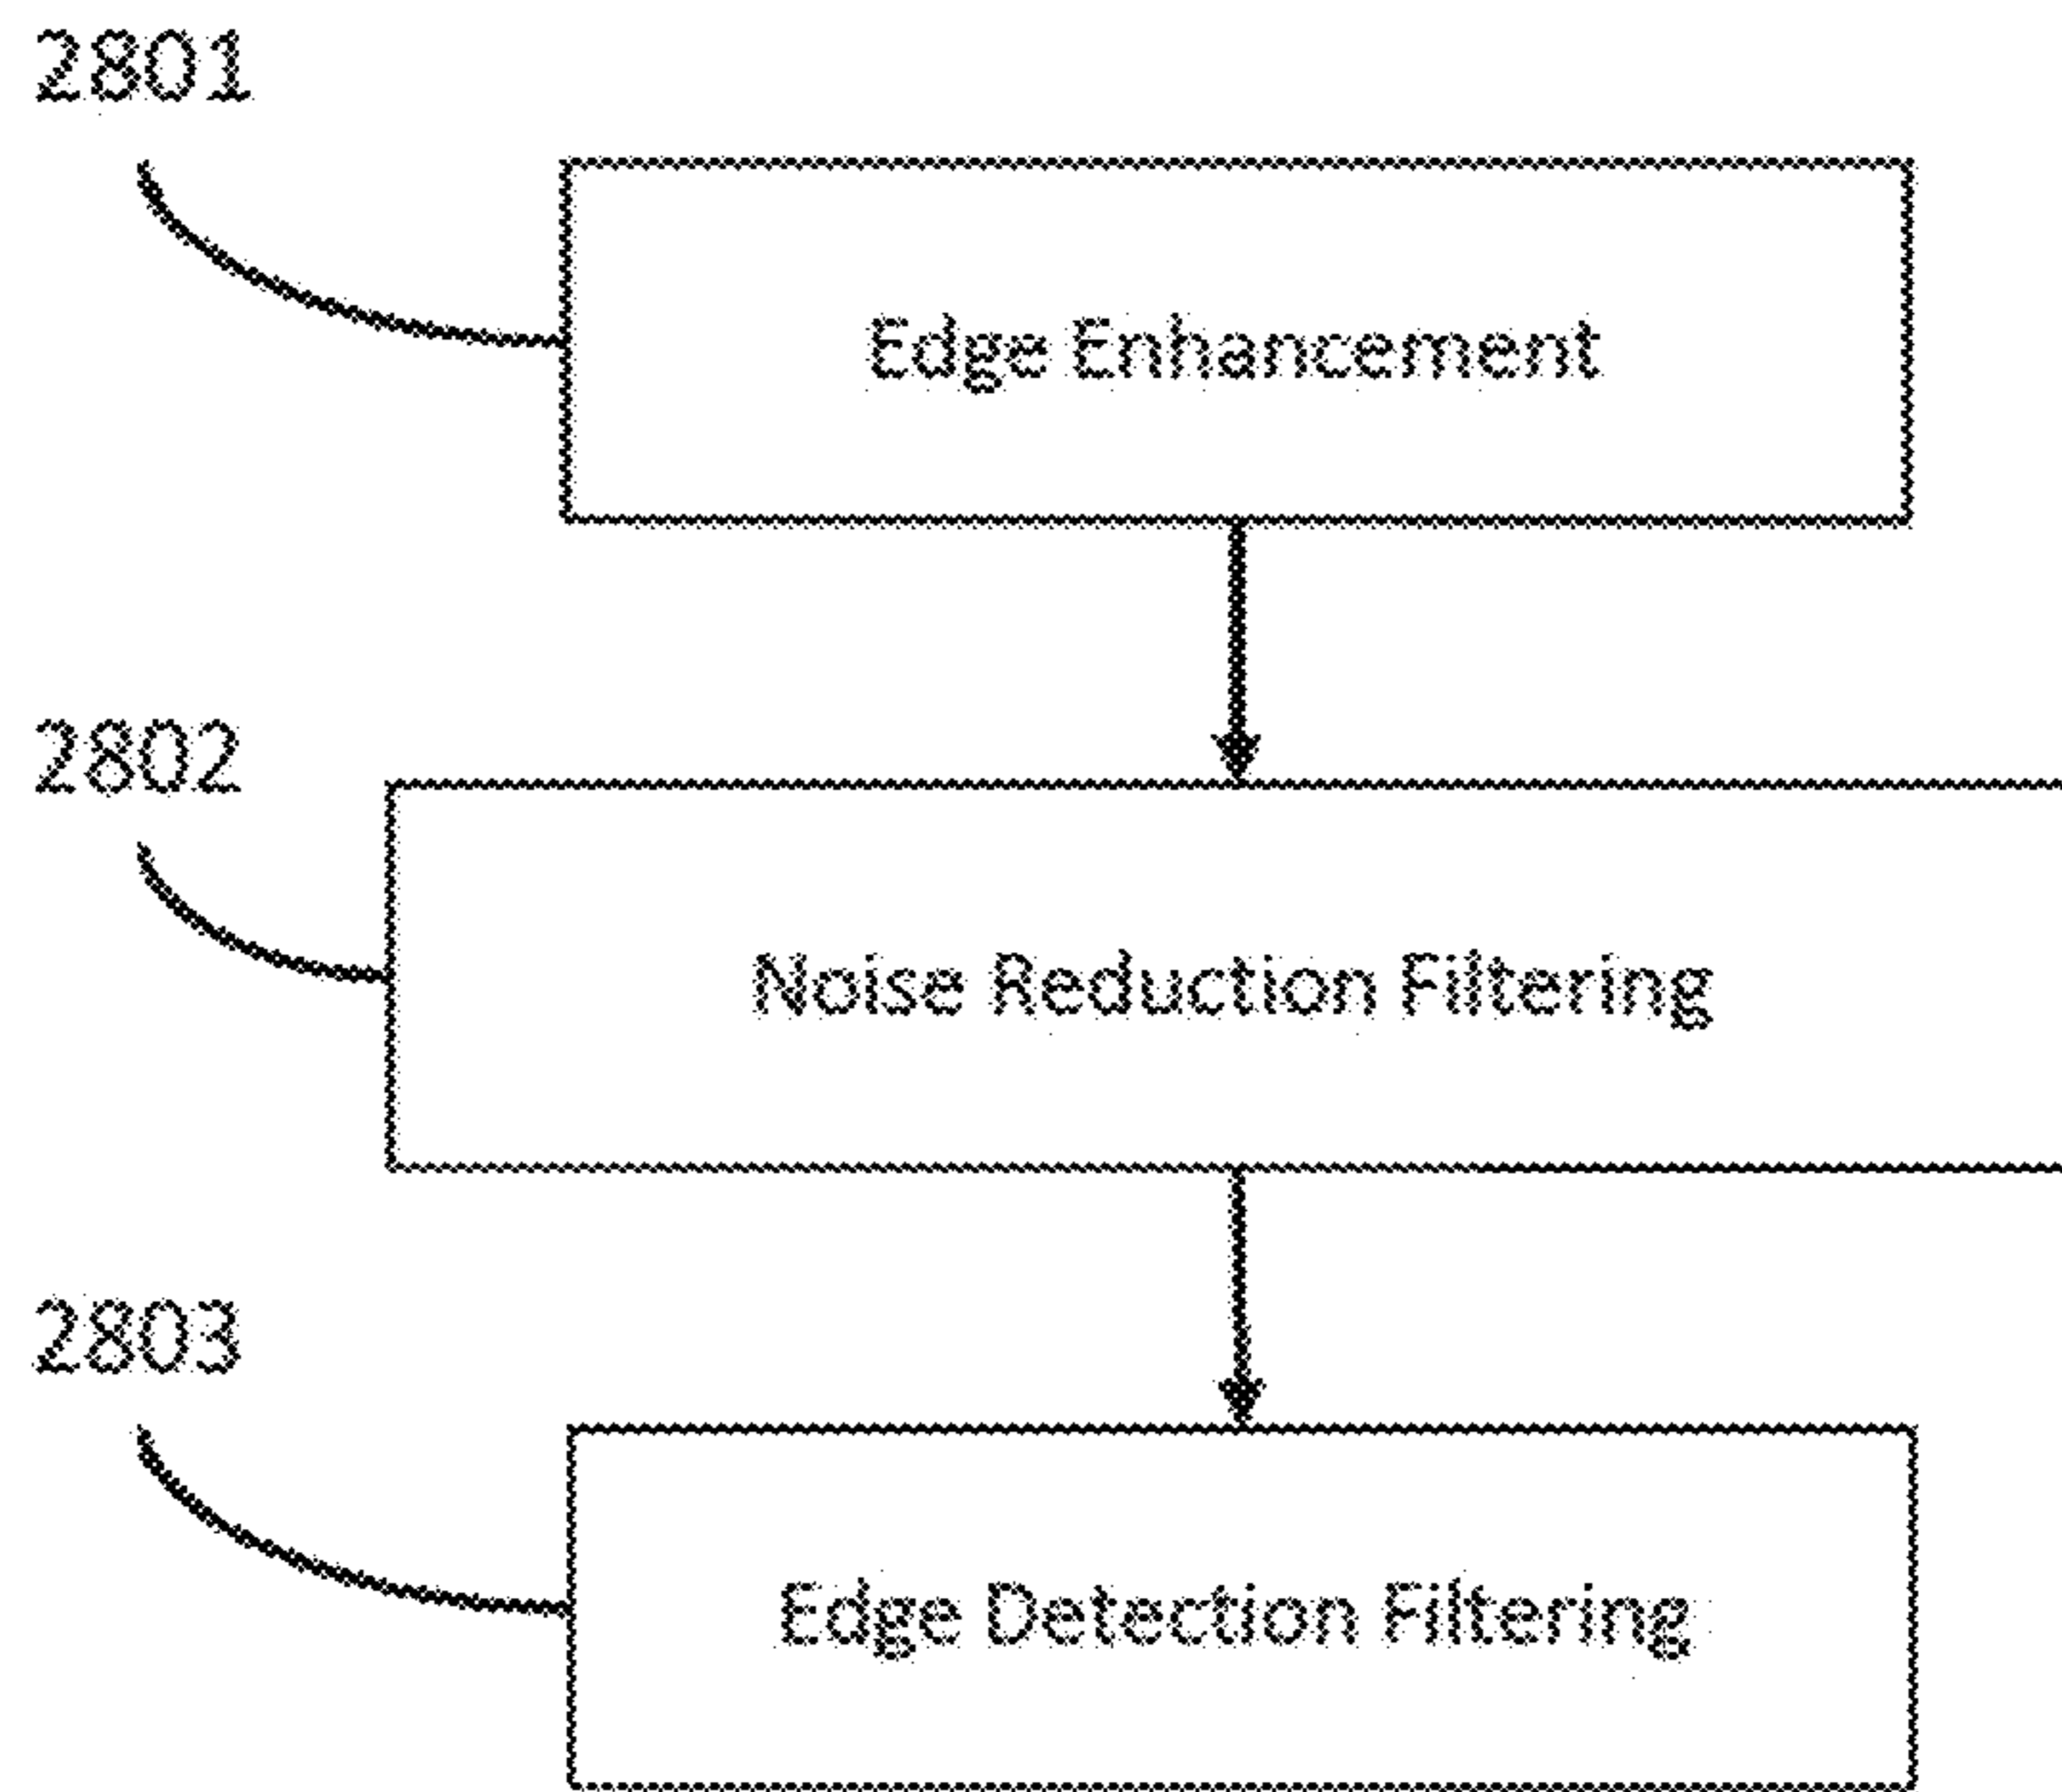 2801
Edge Enhancement
2802
Noise Reduction Filtering
2803
Edge Detection Filtering